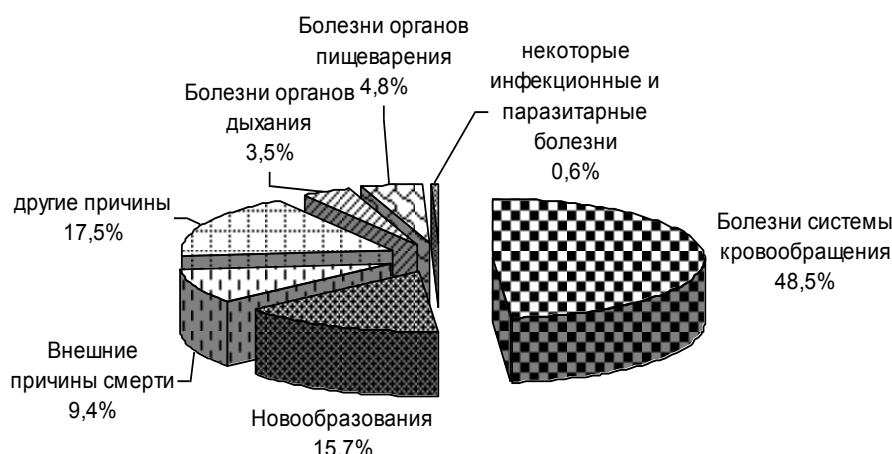 Болезни органов
пищеварения
4,8%
некоторые
инфекционные и
паразитарные
болезни
0,6%
Болезни органов
дыхания
3,5%
другие причины
17,5%
Болезни системы
кровообращения
48,5%
Внешние
причины смерти
9,4%
Новообразования
15,7%